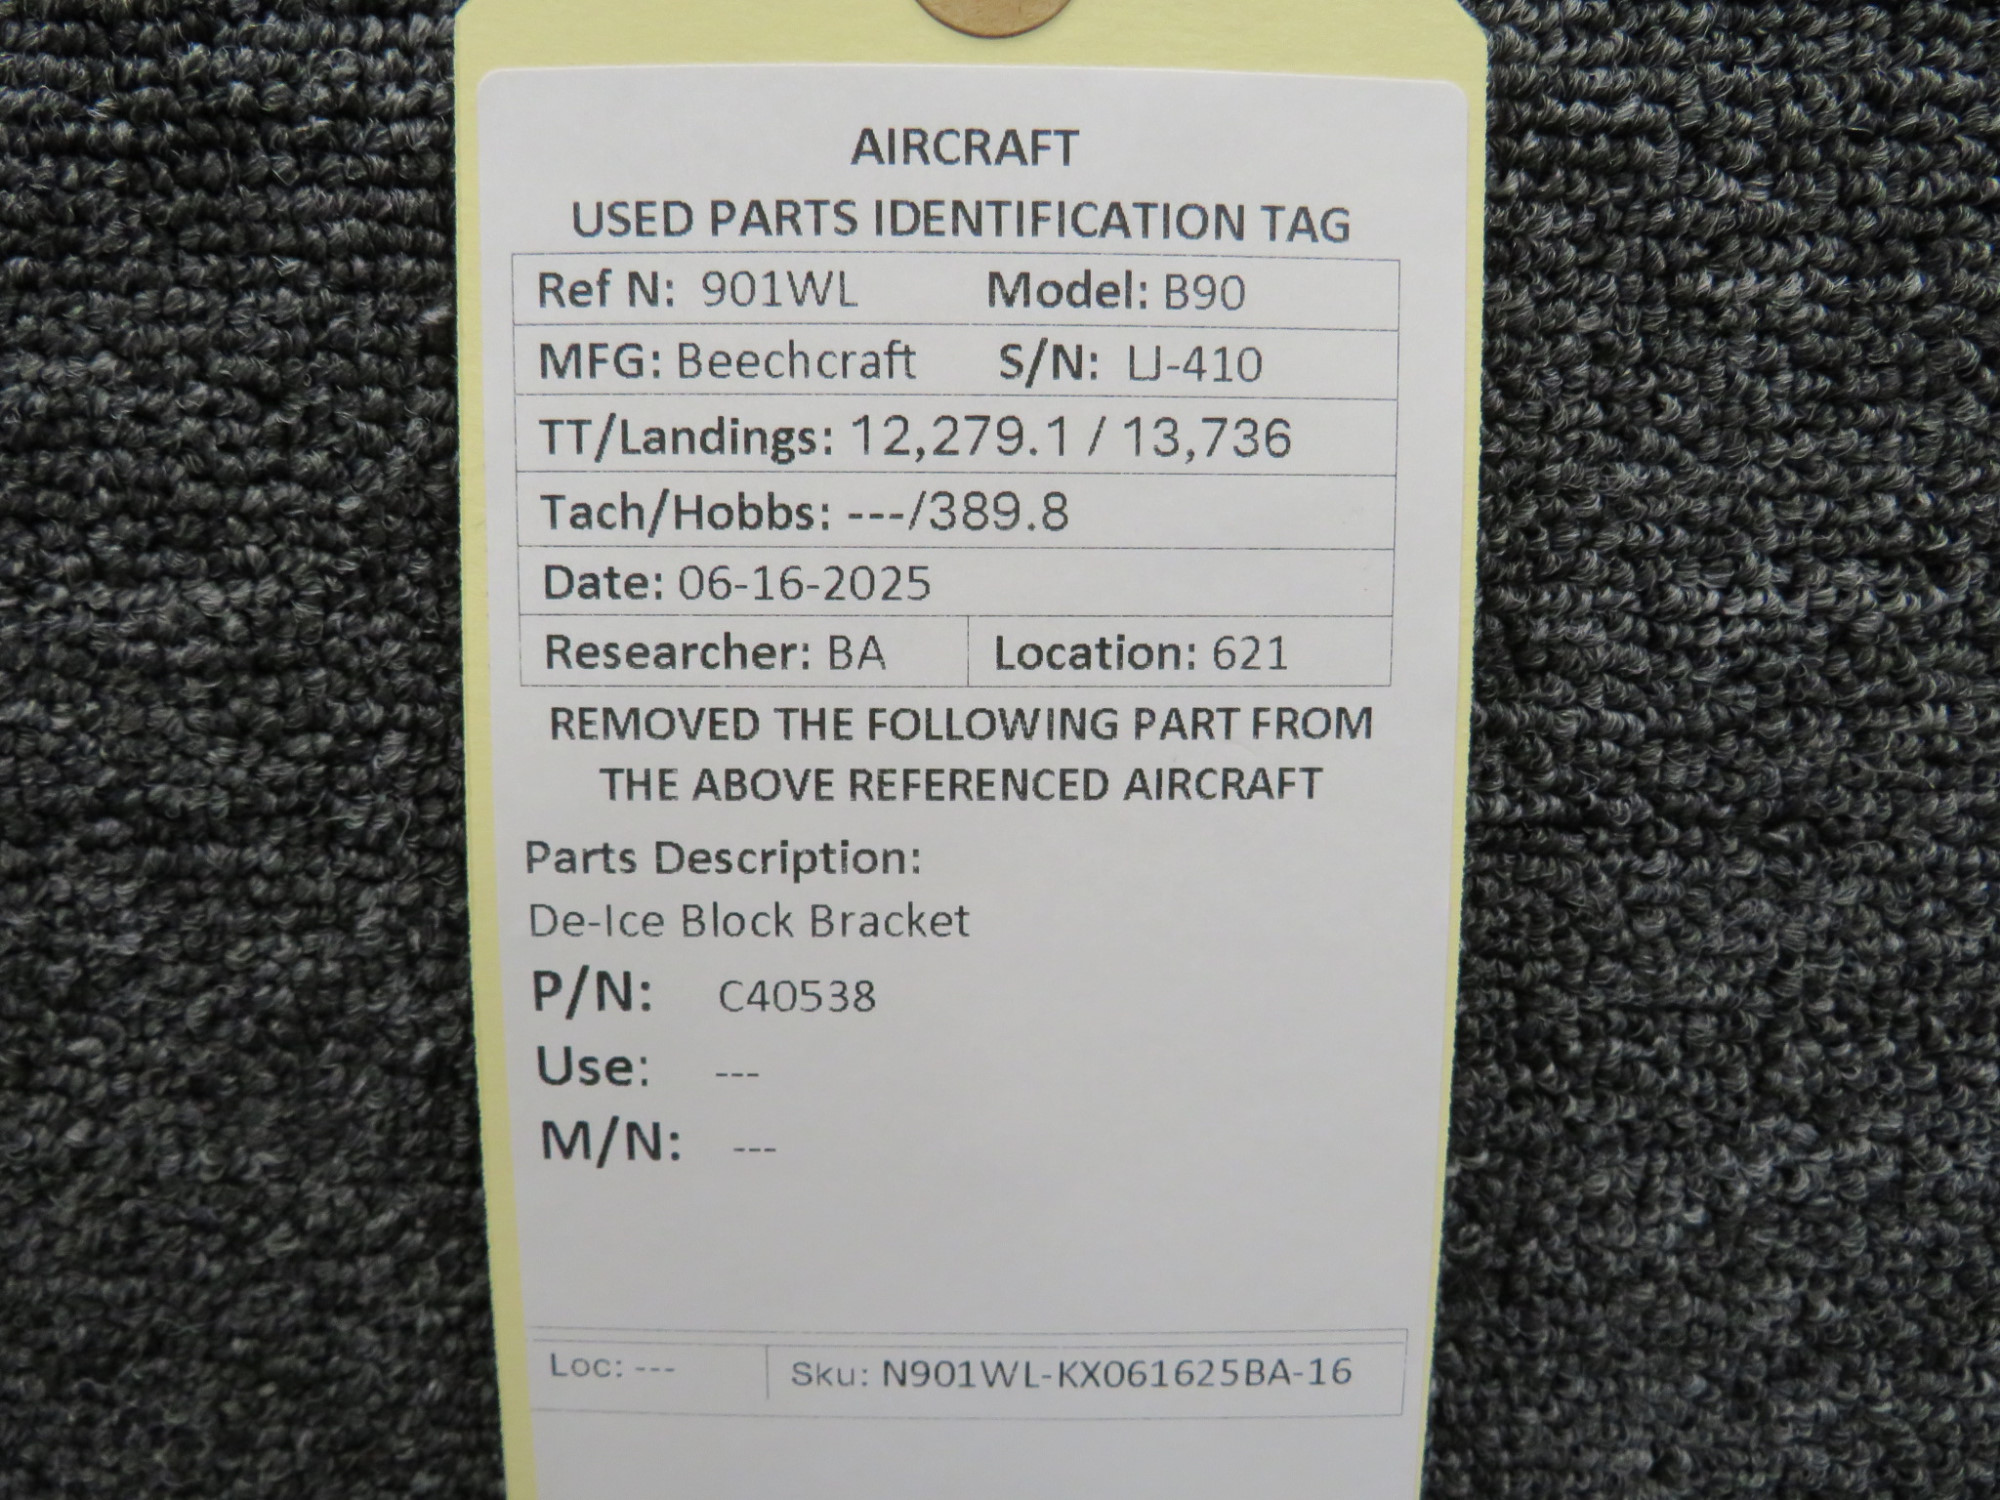 AIRCRAFT
USED PARTS IDENTIFICATION TAG
Ref N: 901WL Model: B90
MFG: Beechcraft S/N: LJ-410
TT/Landings: 12,279.1 / 13,736
Tach/Hobbs: ---/389.8
Date: 06-16-2025
Researcher: BA Location: 621
REMOVED THE FOLLOWING PART FROM
THE ABOVE REFERENCED AIRCRAFT
Parts Description:
De-Ice Block Bracket
P/N: C40538
Use: ---
M/N: ---
Loc: --- Sku: N901WL-KX061625BA-16